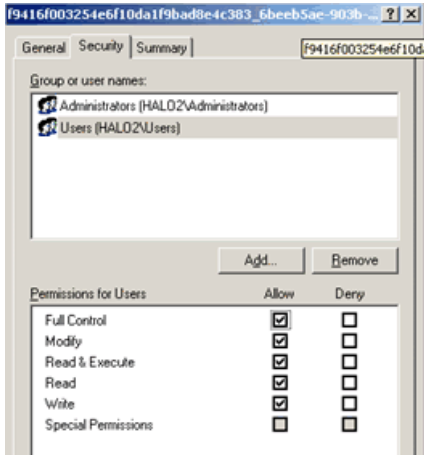 f9416f003254e6f10da1f9bad8e4c383_6beeb5ae-903b-...
General Security Summary
f9416f003254e6f10d
Group or user names:
Administrators (HALO2\Administrators)
Users (HALO2\Users)
Add... Remove
Permissions for Users Allow Deny
Full Control
Modify
Read & Execute
Read
Write
Special Permissions